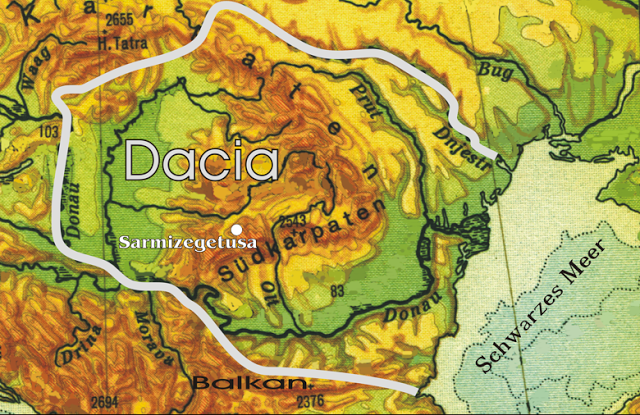 K a r
2655
H. Tatra
Waag
a
t
e
n
Bug
Prut
Dnjestr
103
Dacia
Donau
Sarmizegetusa
2543
Südkarpaten
Olt
83
Donau
Schwarzes Meer
Drina
Morava
Balkan
2694
2376